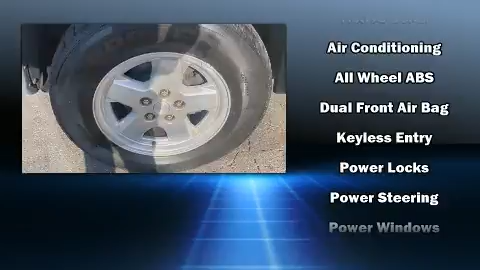 Air Conditioning
All Wheel ABS
Dual Front Air Bag
Keyless Entry
Power Locks
Power Steering
Power Windows